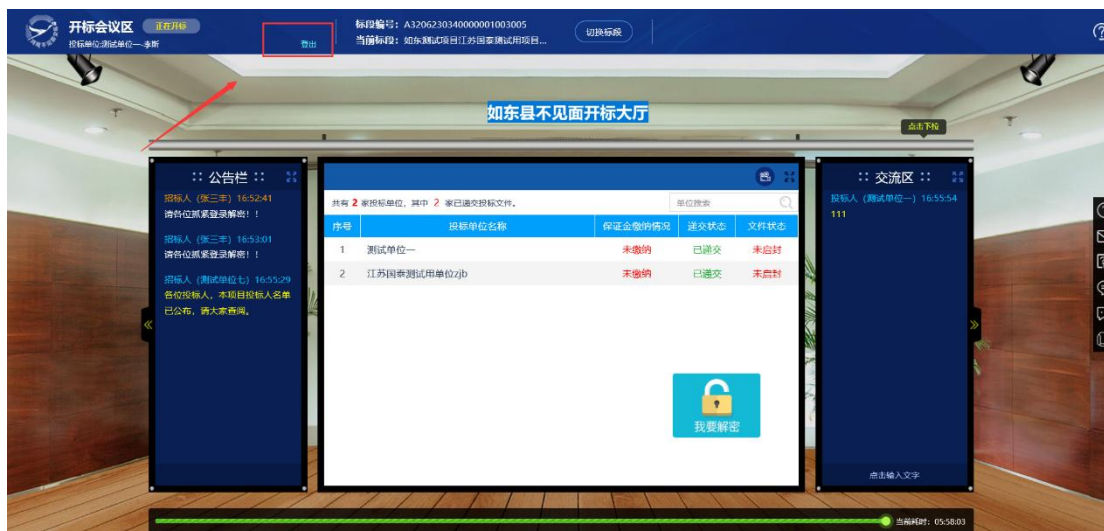 开标会议区 正在开标
投标单位:测试单位一-李斯
登出
标段编号：A3206230340000001003005
当前标段：如东测试项目江苏国泰测试用项目...
切换标段
如东县不见面开标大厅
点击下拉
:: 公告栏 ::
招标人（张三丰）16:52:41
请各位抓紧登录解密！！
招标人（张三丰）16:53:01
请各位抓紧登录解密！！
招标人（测试单位七）16:55:29
各位投标人，本项目投标人名单
已公布，请大家查阅。
共有 2 家投标单位，其中 2 家已递交投标文件。
单位搜索
序号 投标单位名称 保证金缴纳情况 递交状态 文件状态
1 测试单位一 未缴纳 已递交 未启封
2 江苏国泰测试用单位zjb 未缴纳 已递交 未启封
我要解密
:: 交流区 ::
投标人（测试单位一）16:55:54
111
点击输入文字
当前耗时：05:58:03